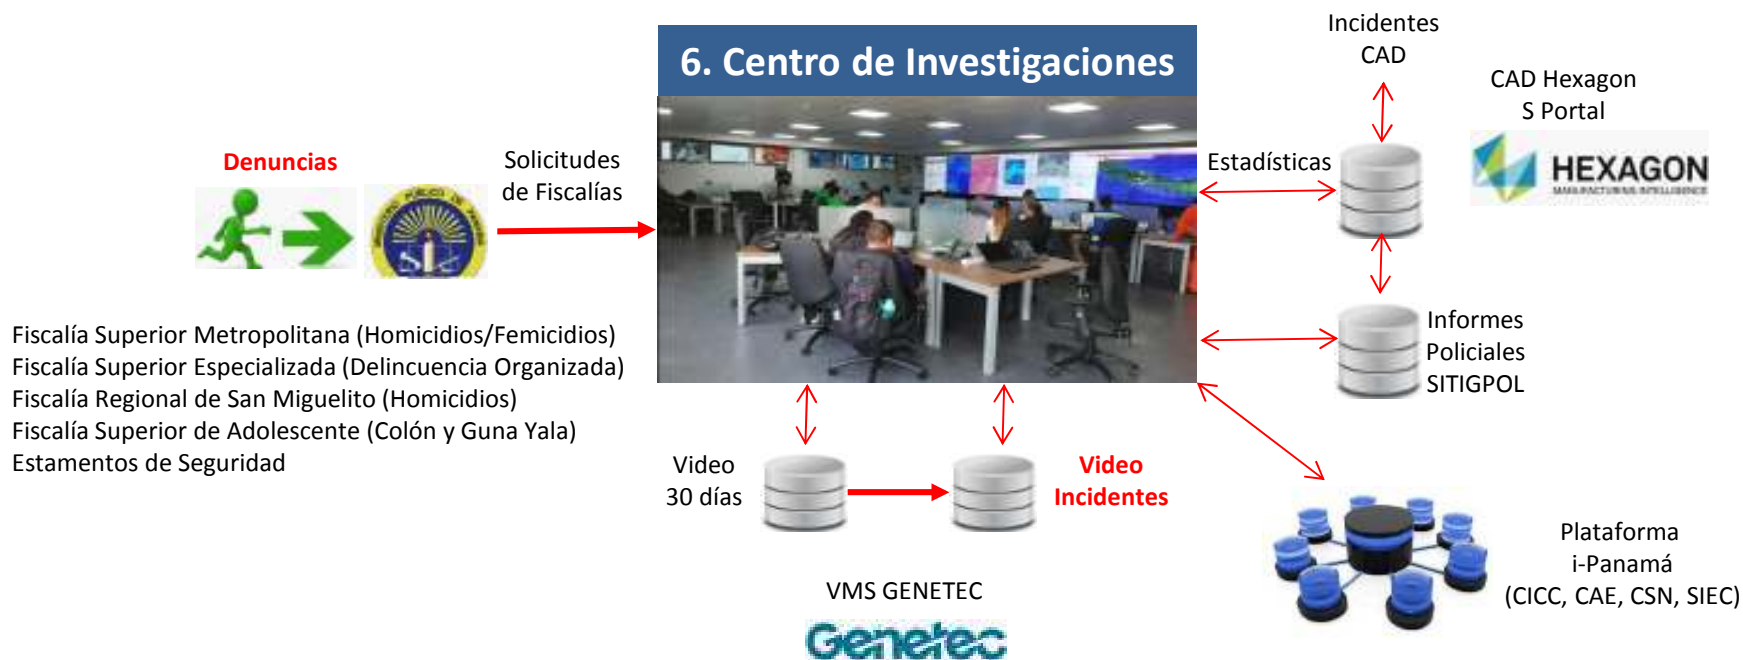 6. Centro de Investigaciones
Denuncias
Solicitudes
de Fiscalías
Fiscalía Superior Metropolitana (Homicidios/Femicidios)
Fiscalía Superior Especializada (Delincuencia Organizada)
Fiscalía Regional de San Miguelito (Homicidios)
Fiscalía Superior de Adolescente (Colón y Guna Yala)
Estamentos de Seguridad
Video
30 días
Video
Incidentes
VMS GENETEC
Genetec
Incidentes
CAD
CAD Hexagon
S Portal
HEXAGON
MANUFACTURING INTELLIGENCE
Estadísticas
Informes
Policiales
SITIGPOL
Plataforma
i-Panamá
(CICC, CAE, CSN, SIEC)